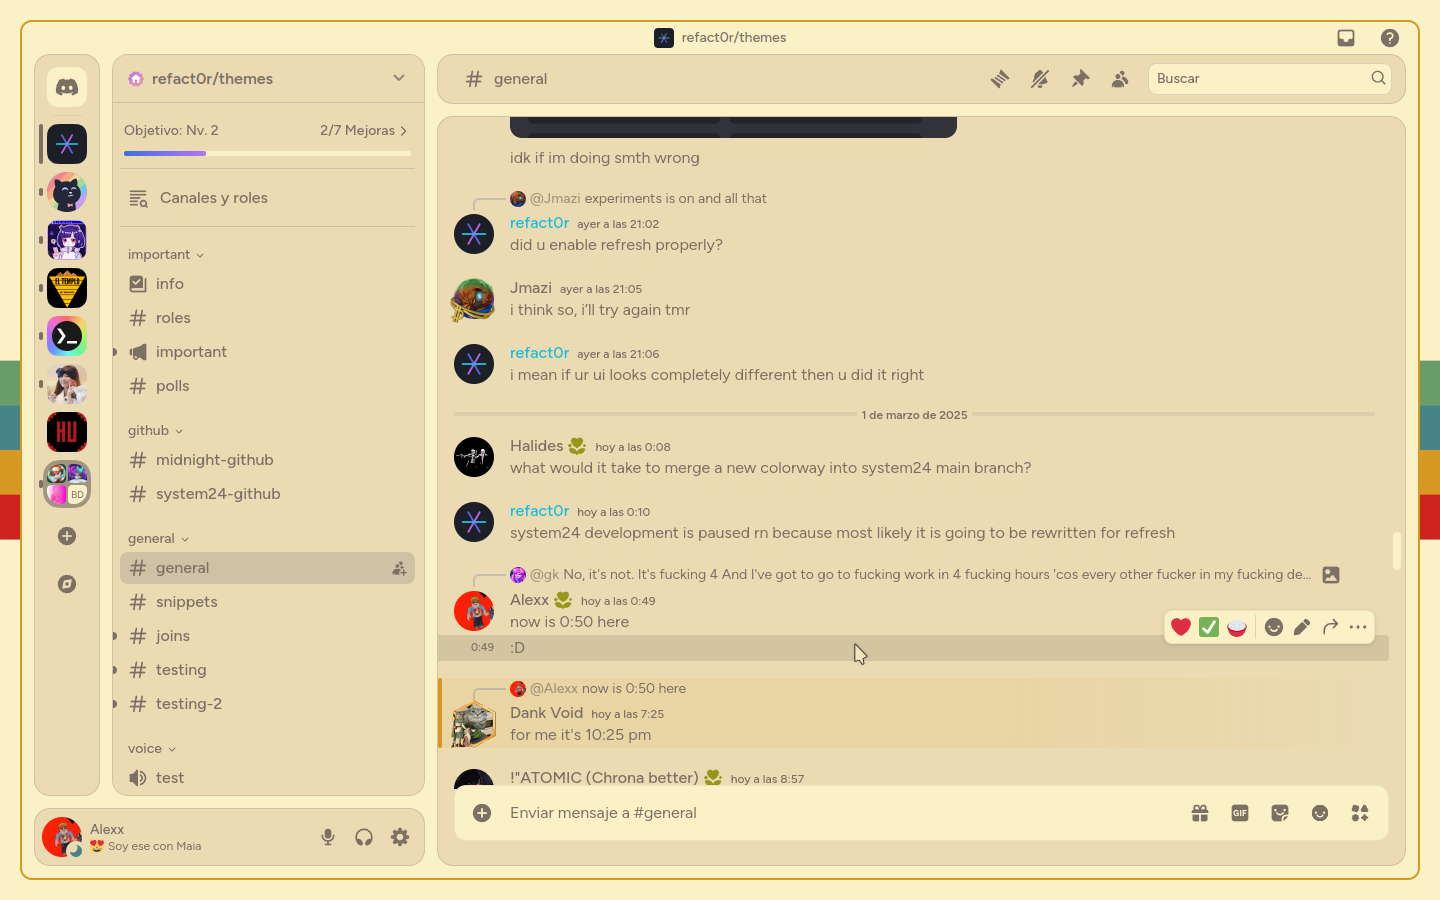 refact0r/themes
refact0r/themes
Objetivo: Nv. 2
2/7 Mejoras
Canales y roles
important
info
roles
important
polls
github
midnight-github
system24-github
general
general
snippets
joins
testing
testing-2
voice
test
EL TEMPLO
HU
BD
Alexx
Soy ese con Maia
general
Buscar
idk if im doing smth wrong
@Jmazi experiments is on and all that
refact0r ayer a las 21:02
did u enable refresh properly?
Jmazi ayer a las 21:05
i think so, i'll try again tmr
refact0r ayer a las 21:06
i mean if ur ui looks completely different then u did it right
1 de marzo de 2025
Halides hoy a las 0:08
what would it take to merge a new colorway into system24 main branch?
refact0r hoy a las 0:10
system24 development is paused rn because most likely it is going to be rewritten for refresh
@gk No, it's not. It's fucking 4 And I've got to go to fucking work in 4 fucking hours 'cos every other fucker in my fucking de...
Alexx hoy a las 0:49
now is 0:50 here
0:49 :D
@Alexx now is 0:50 here
Dank Void hoy a las 7:25
for me it's 10:25 pm
!"ATOMIC (Chrona better) hoy a las 8:57
Enviar mensaje a #general
GIF